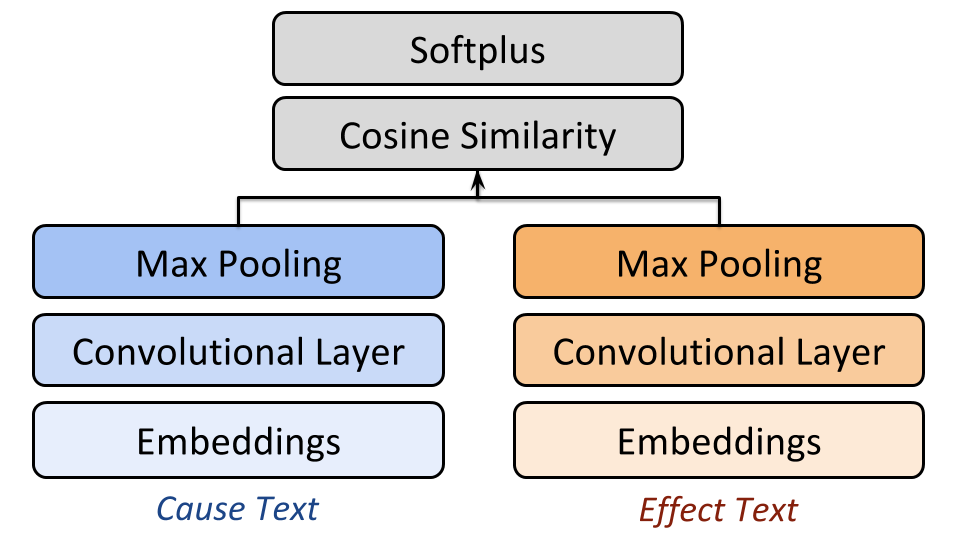 Softplus
Cosine Similarity
Max Pooling
Convolutional Layer
Embeddings
Cause Text
Max Pooling
Convolutional Layer
Embeddings
Effect Text